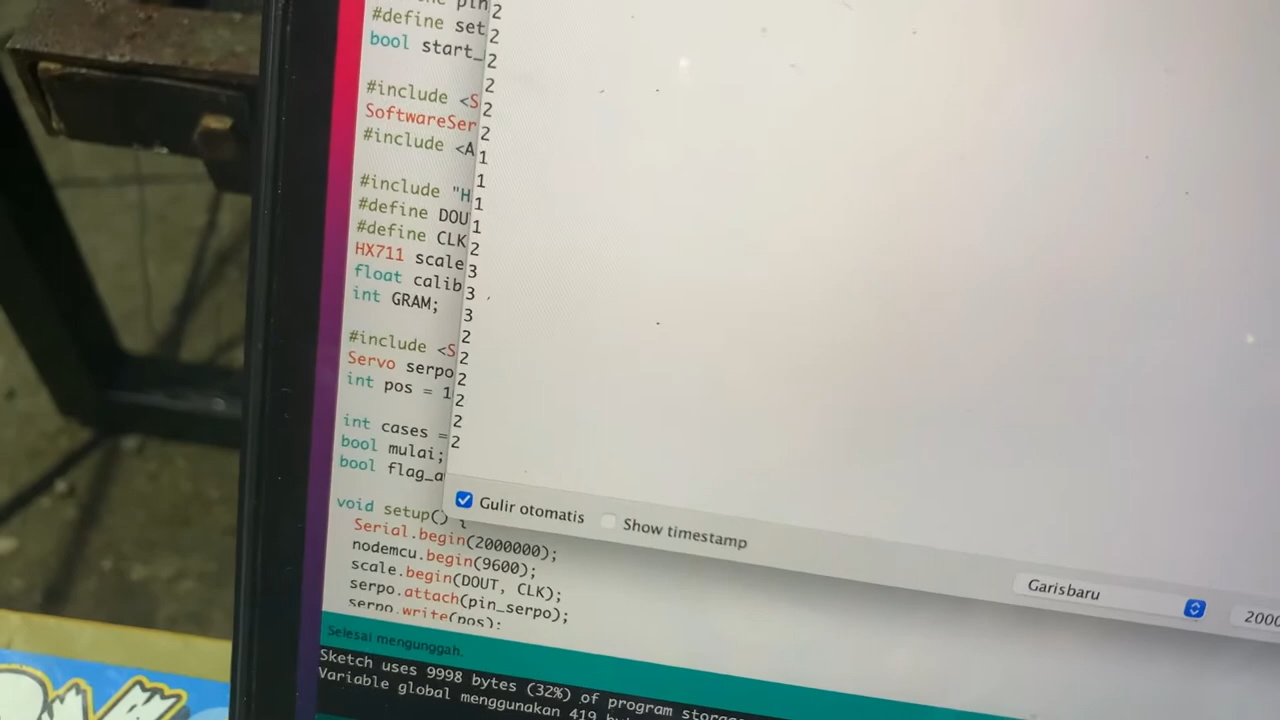 #define set
bool start_
#include <S
SoftwareSer
#include <A
#include "H
#define DOU
#define CLK
HX711 scale
float calib
int GRAM;
#include <S
Servo serpo
int pos = 1
int cases =
bool mulai;
bool flag_a
void setup() {
Serial.begin(2000000);
nodemcu.begin(9600);
scale.begin(DOUT, CLK);
serpo.attach(pin_serpo);
serpo.write(pos);
2
2
2
2
2
2
1
1
1
1
2
3
3
3
2
2
2
2
2
2
Gulir otomatis
Show timestamp
Garisbaru
2000
Selesai mengunggah.
Sketch uses 9998 bytes (32%) of program storag
Variable global menggunakan 419